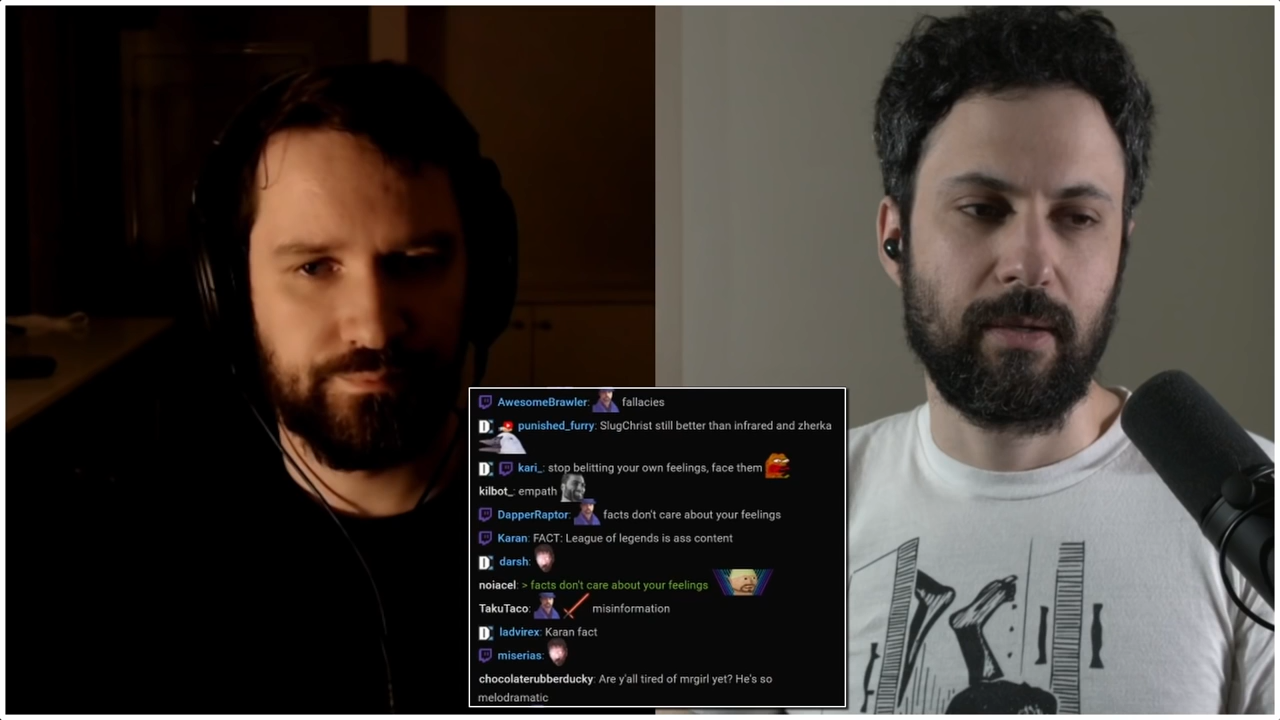 AwesomeBrawler: fallacies
punished_furry: SlugChrist still better than infrared and zherka
kari_: stop belitting your own feelings, face them
kilbot_: empath
DapperRaptor: facts don't care about your feelings
Karan: FACT: League of legends is ass content
darsh:
noiacel: > facts don't care about your feelings
TakuTaco: misinformation
ladvirex: Karan fact
miserias:
chocolaterubberducky: Are y'all tired of mrgirl yet? He's so
melodramatic